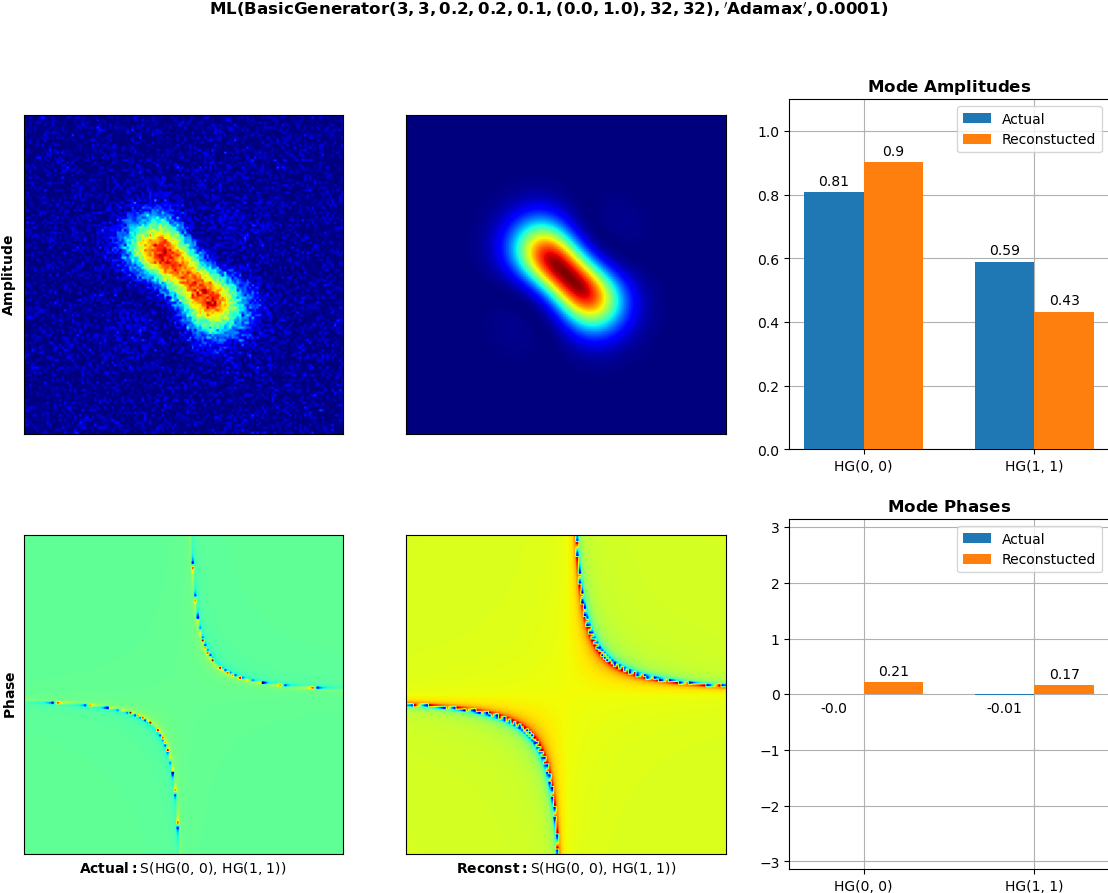 ML(BasicGenerator(3, 3, 0.2, 0.2, 0.1, (0.0, 1.0), 32, 32), ′Adamax′, 0.0001)
Mode Amplitudes
Actual
Reconstucted
1.0
0.8
0.6
0.4
0.2
0.0
0.81
0.9
0.59
0.43
HG(0, 0)
HG(1, 1)
Amplitude
Mode Phases
Actual
Reconstucted
3
2
1
0
−1
−2
−3
-0.0
0.21
-0.01
0.17
HG(0, 0)
HG(1, 1)
Phase
Actual: S(HG(0, 0), HG(1, 1))
Reconst: S(HG(0, 0), HG(1, 1))